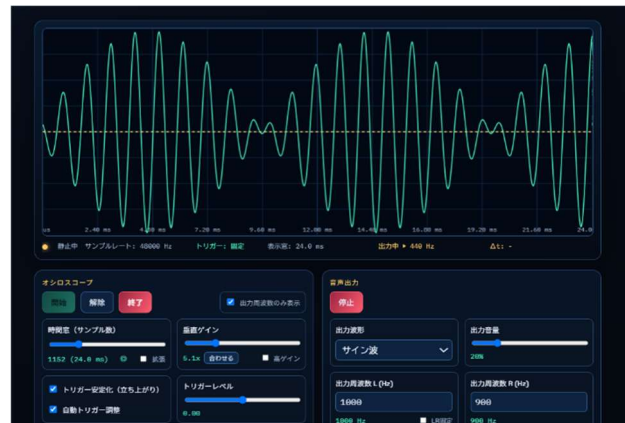 us 2.40 ms 4.80 ms 7.20 ms 9.60 ms 12.00 ms 14.40 ms 16.80 ms 19.20 ms 21.60 ms 24.0
静止中 サンプルレート: 48000 Hz トリガー: 固定 表示窓: 24.0 ms 出力中 ▶ 440 Hz Δt: -
オシロスコープ
開始 解除 終了 出力周波数のみ表示
時間窓（サンプル数） 垂直ゲイン
1152 (24.0 ms) 拡張 5.1x 合わせる 高ゲイン
トリガー安定化（立ち上がり） トリガーレベル
自動トリガー調整 0.00
音声出力
停止
出力波形 出力音量
サイン波 20%
出力周波数 L (Hz) 出力周波数 R (Hz)
1000 900
1000 Hz LR固定 900 Hz